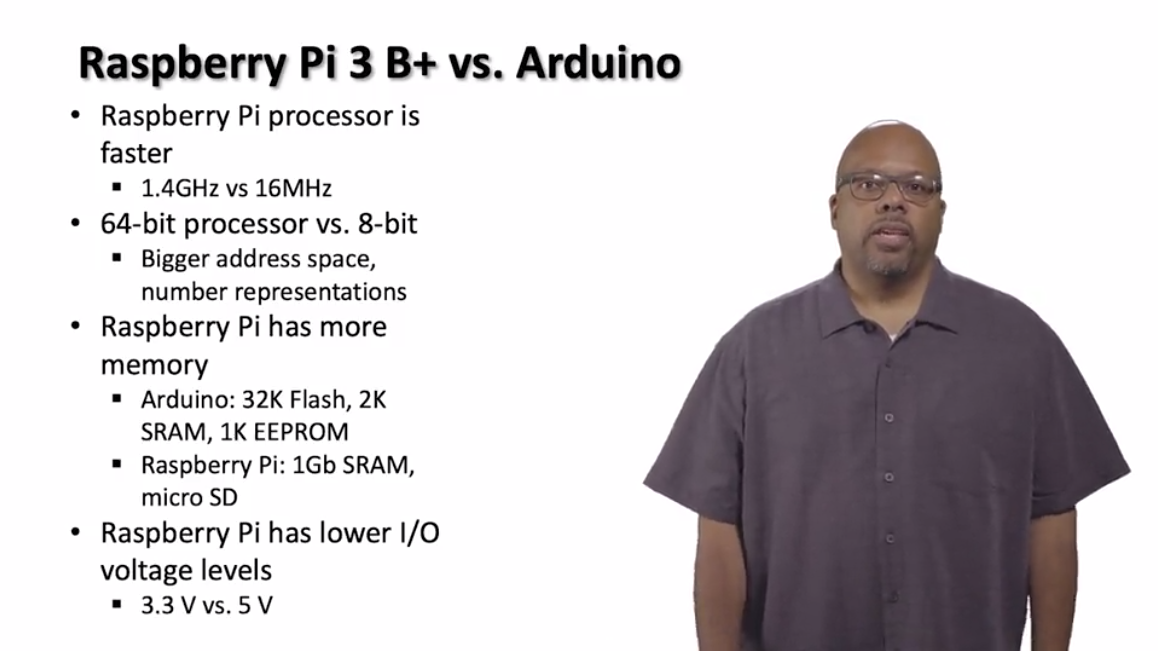 Raspberry Pi 3 B+ vs. Arduino
• Raspberry Pi processor is
faster
▪ 1.4GHz vs 16MHz
• 64-bit processor vs. 8-bit
▪ Bigger address space,
number representations
• Raspberry Pi has more
memory
▪ Arduino: 32K Flash, 2K
SRAM, 1K EEPROM
▪ Raspberry Pi: 1Gb SRAM,
micro SD
• Raspberry Pi has lower I/O
voltage levels
▪ 3.3 V vs. 5 V